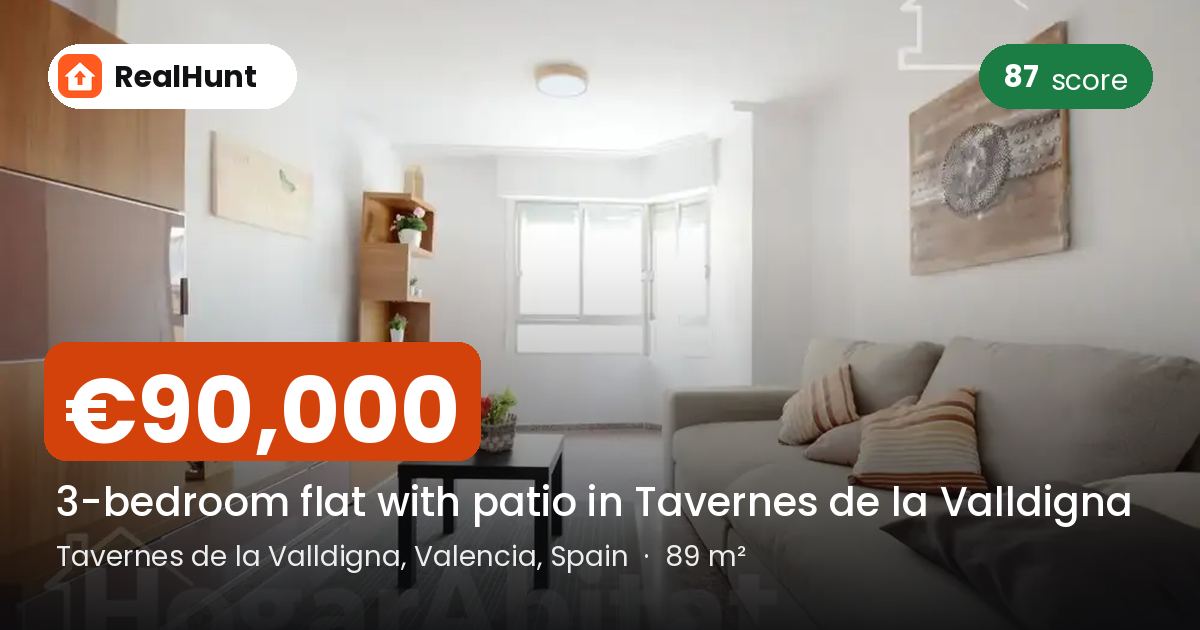 RealHunt
87 score
€90,000
3-bedroom flat with patio in Tavernes de la Valldigna
Tavernes de la Valldigna, Valencia, Spain · 89 m²
HogarAbitat